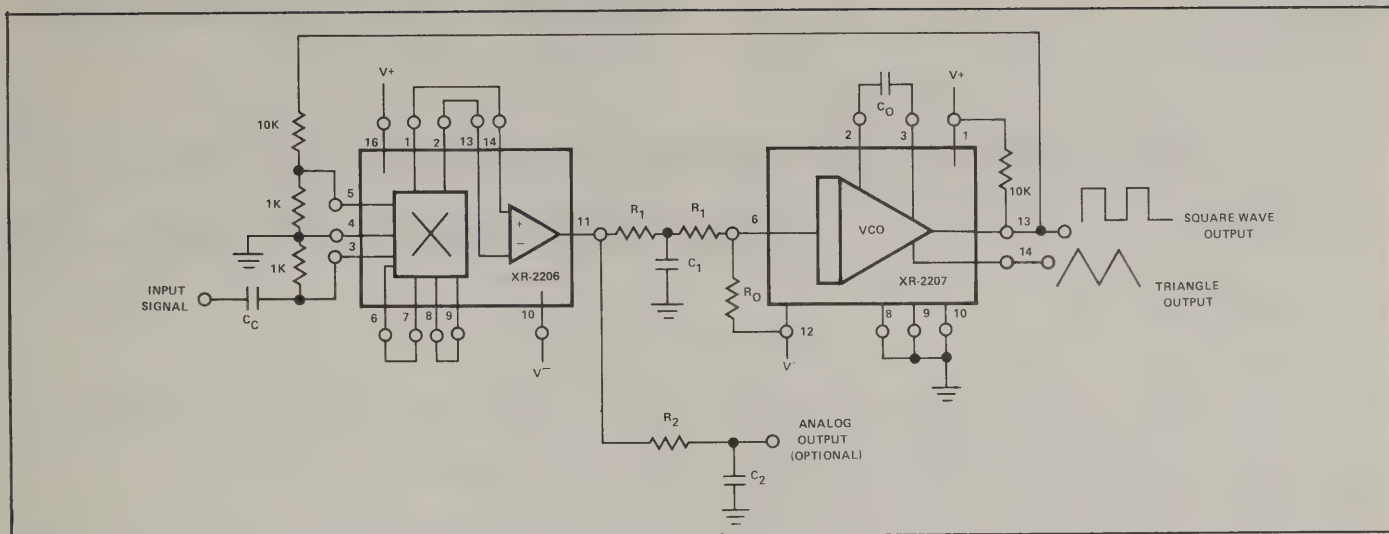 V+
10K
16
1
2
13
14
5
1K
4
3
1K
INPUT
SIGNAL
C_C
XR-2206
11
6
7
8
9
10
V-
R_1
R_1
C_1
R_2
ANALOG
OUTPUT
(OPTIONAL)
C_2
C_O
V+
2
3
1
10K
6
VCO
13
SQUARE WAVE
OUTPUT
14
XR-2207
TRIANGLE
OUTPUT
R_O
12
V-
8
9
10